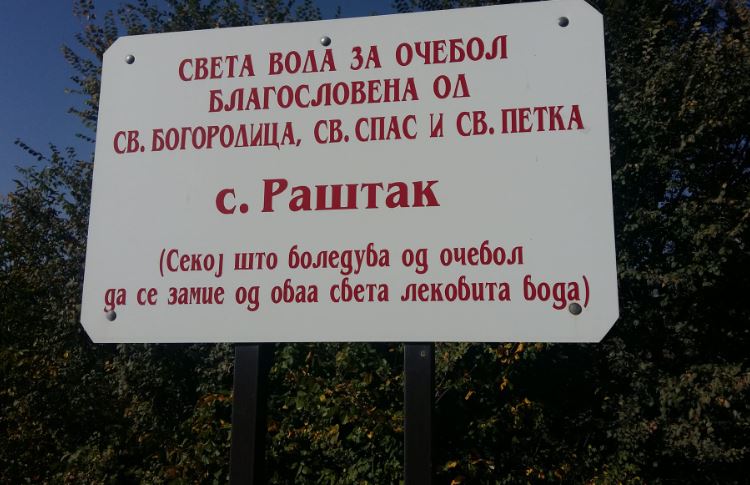 СВЕТА ВОДА ЗА ОЧЕБОЛ
БЛАГОСЛОВЕНА ОД
СВ. БОГОРОДИЦА, СВ. СПАС И СВ. ПЕТКА
с. Раштак
(Секој што боледува од очебол
да се замие од оваа света лековита вода)